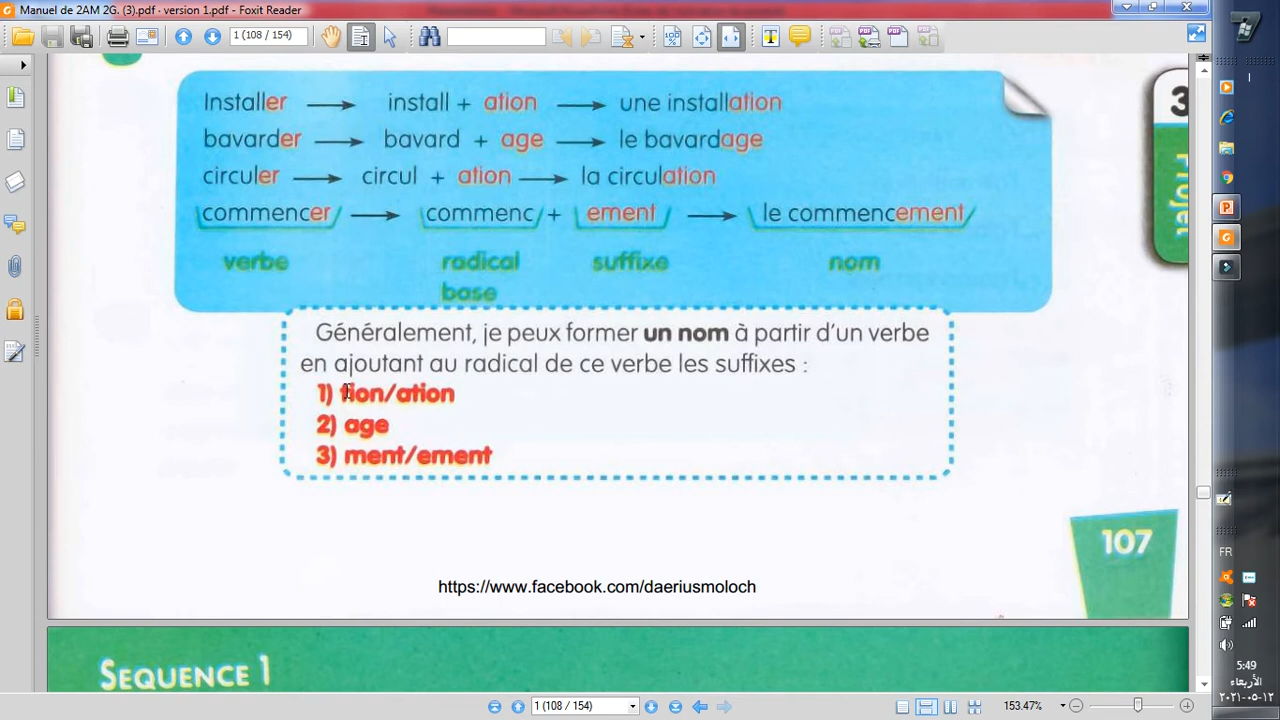 Manuel de 2AM 2G. (3).pdf · version 1.pdf - Foxit Reader
1 (108 / 154)
Installer → install + ation → une installation
bavarder → bavard + age → le bavardage
circuler → circul + ation → la circulation
commencer → commenc + ement → le commencement
verbe radical suffixe nom
base
Généralement, je peux former un nom à partir d'un verbe
en ajoutant au radical de ce verbe les suffixes :
1) tion/ation
2) age
3) ment/ement
107
https://www.facebook.com/daeriusmoloch
SEQUENCE 1
3
Projet
1 (108 / 154)
153.47%
FR
5:49
الأربعاء
٢٠٢١-٠٥-١٢